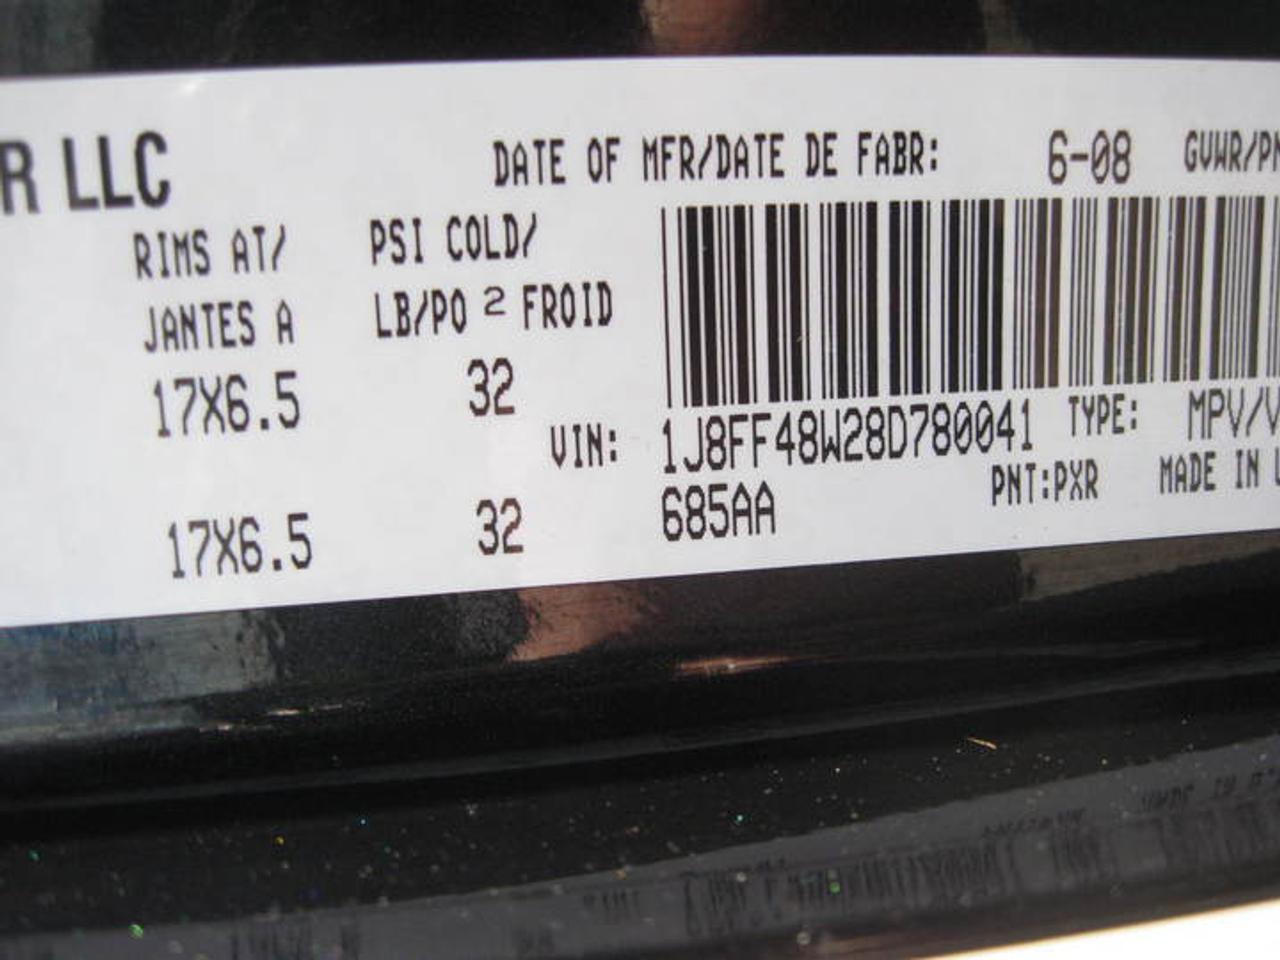 R LLC
DATE OF MFR/DATE DE FABR: 6-08 GVWR/PN
RIMS AT/ PSI COLD/
JANTES A LB/PO 2 FROID
17X6.5 32
VIN: 1J8FF48W28D780041 TYPE: MPV/V
685AA PNT:PXR MADE IN
17X6.5 32